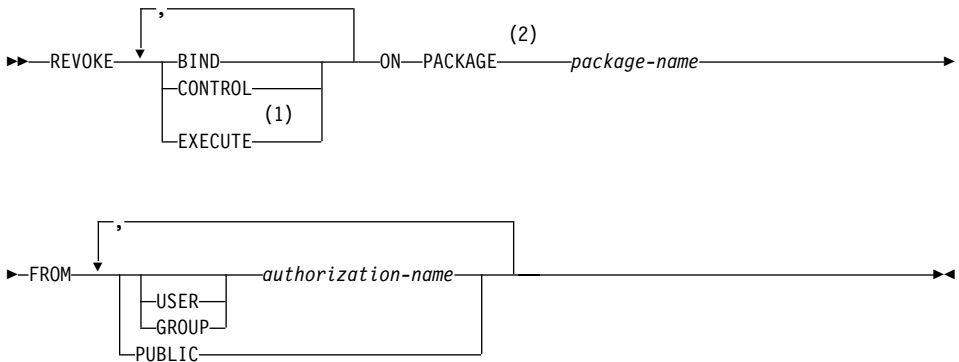 ,
(2)
REVOKE BIND ON PACKAGE package-name
CONTROL
(1)
EXECUTE
,
FROM authorization-name
USER
GROUP
PUBLIC